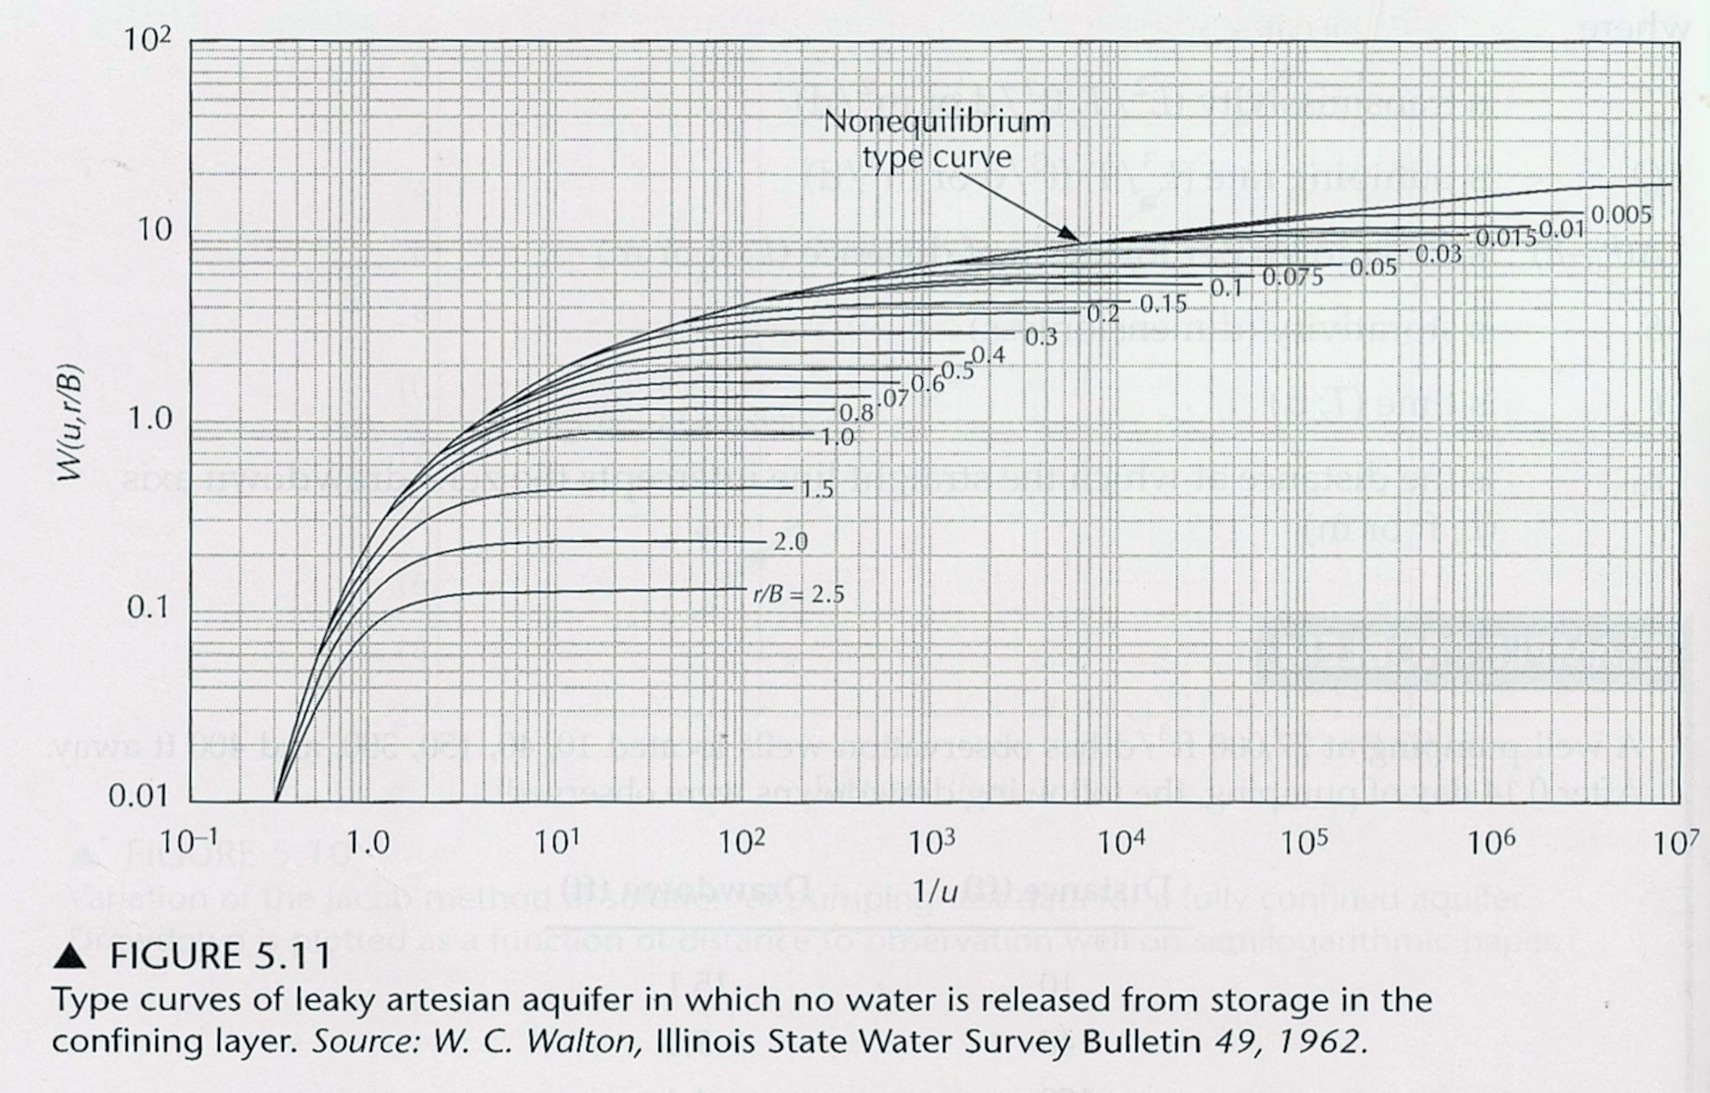 10²
Nonequilibrium
type curve
10
0.005
0.01
0.015
0.03
0.05
0.075
0.1
0.15
0.2
0.3
0.4
0.5
0.6
.07
0.8
1.0
1.0
1.5
2.0
r/B = 2.5
0.1
0.01
W(u,r/B)
10⁻¹ 1.0 10¹ 10² 10³ 10⁴ 10⁵ 10⁶ 10⁷
1/u
▲ FIGURE 5.11
Type curves of leaky artesian aquifer in which no water is released from storage in the
confining layer. Source: W. C. Walton, Illinois State Water Survey Bulletin 49, 1962.